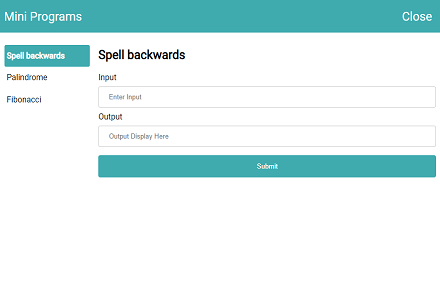 Mini Programs
Close
Spell backwards
Palindrome
Fibonacci
Spell backwards
Input
Enter Input
Output
Output Display Here
Submit